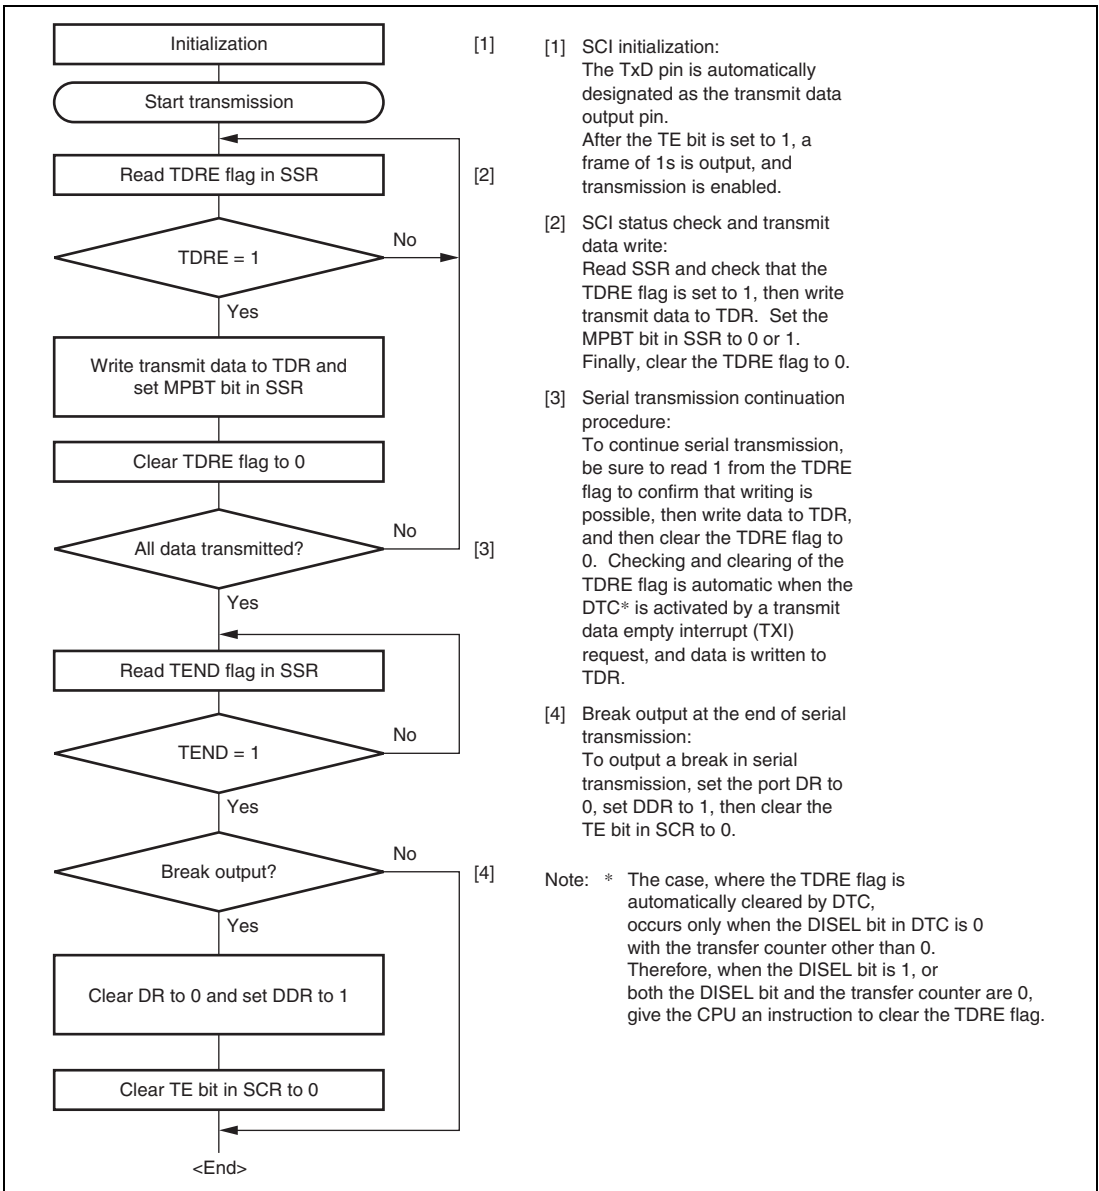 Initialization
[1]
Start transmission
Read TDRE flag in SSR
[2]
TDRE = 1
No
Yes
Write transmit data to TDR and
set MPBT bit in SSR
Clear TDRE flag to 0
All data transmitted?
No
[3]
Yes
Read TEND flag in SSR
TEND = 1
No
Yes
Break output?
No
[4]
Yes
Clear DR to 0 and set DDR to 1
Clear TE bit in SCR to 0
<End>
[1] SCI initialization:
The TxD pin is automatically
designated as the transmit data
output pin.
After the TE bit is set to 1, a
frame of 1s is output, and
transmission is enabled.
[2] SCI status check and transmit
data write:
Read SSR and check that the
TDRE flag is set to 1, then write
transmit data to TDR. Set the
MPBT bit in SSR to 0 or 1.
Finally, clear the TDRE flag to 0.
[3] Serial transmission continuation
procedure:
To continue serial transmission,
be sure to read 1 from the TDRE
flag to confirm that writing is
possible, then write data to TDR,
and then clear the TDRE flag to
0. Checking and clearing of the
TDRE flag is automatic when the
DTC* is activated by a transmit
data empty interrupt (TXI)
request, and data is written to
TDR.
[4] Break output at the end of serial
transmission:
To output a break in serial
transmission, set the port DR to
0, set DDR to 1, then clear the
TE bit in SCR to 0.
Note: * The case, where the TDRE flag is
automatically cleared by DTC,
occurs only when the DISEL bit in DTC is 0
with the transfer counter other than 0.
Therefore, when the DISEL bit is 1, or
both the DISEL bit and the transfer counter are 0,
give the CPU an instruction to clear the TDRE flag.